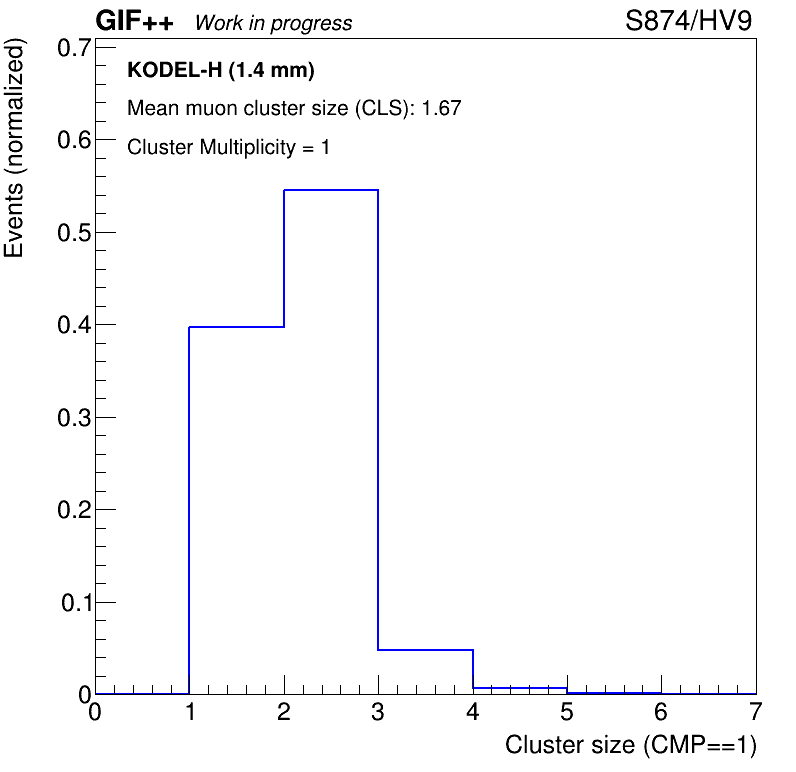 GIF++ Work in progress S874/HV9
Events (normalized)
KODEL-H (1.4 mm)
Mean muon cluster size (CLS): 1.67
Cluster Multiplicity = 1
0.7
0.6
0.5
0.4
0.3
0.2
0.1
0
0 1 2 3 4 5 6 7
Cluster size (CMP==1)